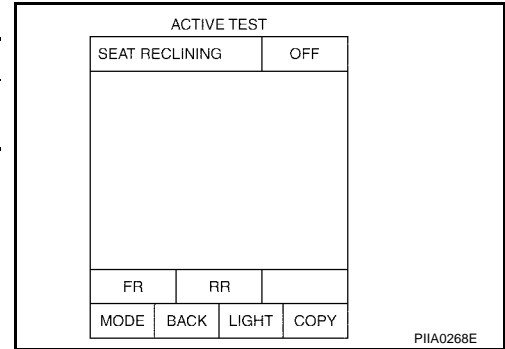 ACTIVE TEST
SEAT RECLINING OFF
FR RR
MODE BACK LIGHT COPY
PIIA0268E